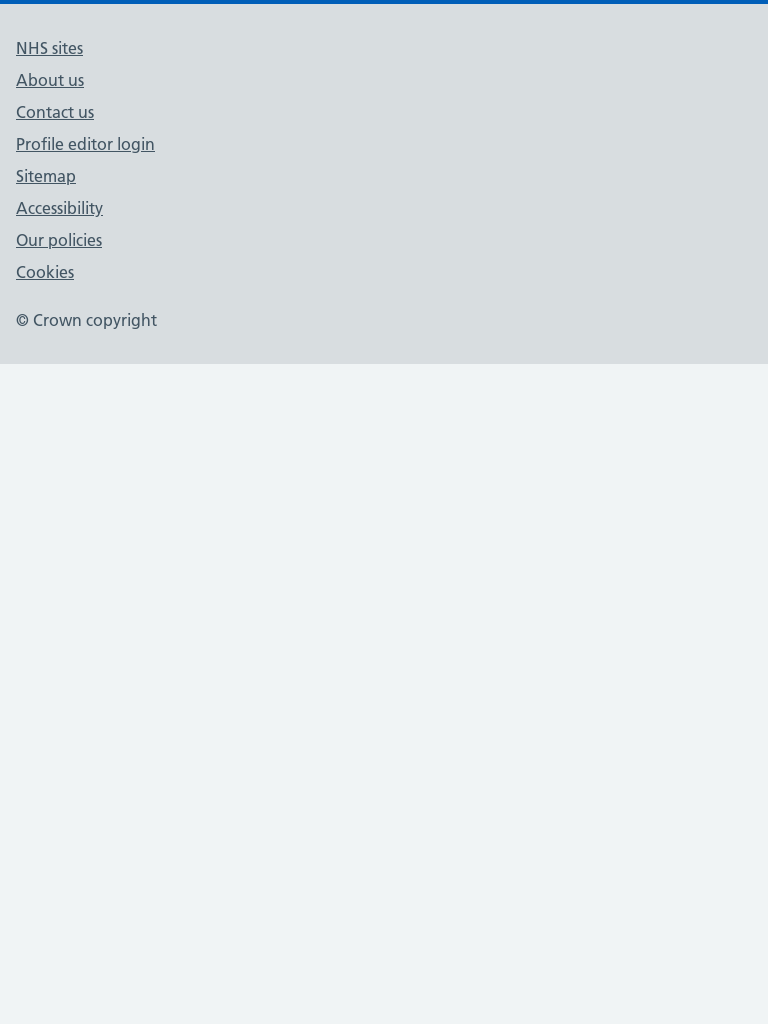 NHS sites
About us
Contact us
Profile editor login
Sitemap
Accessibility
Our policies
Cookies
© Crown copyright